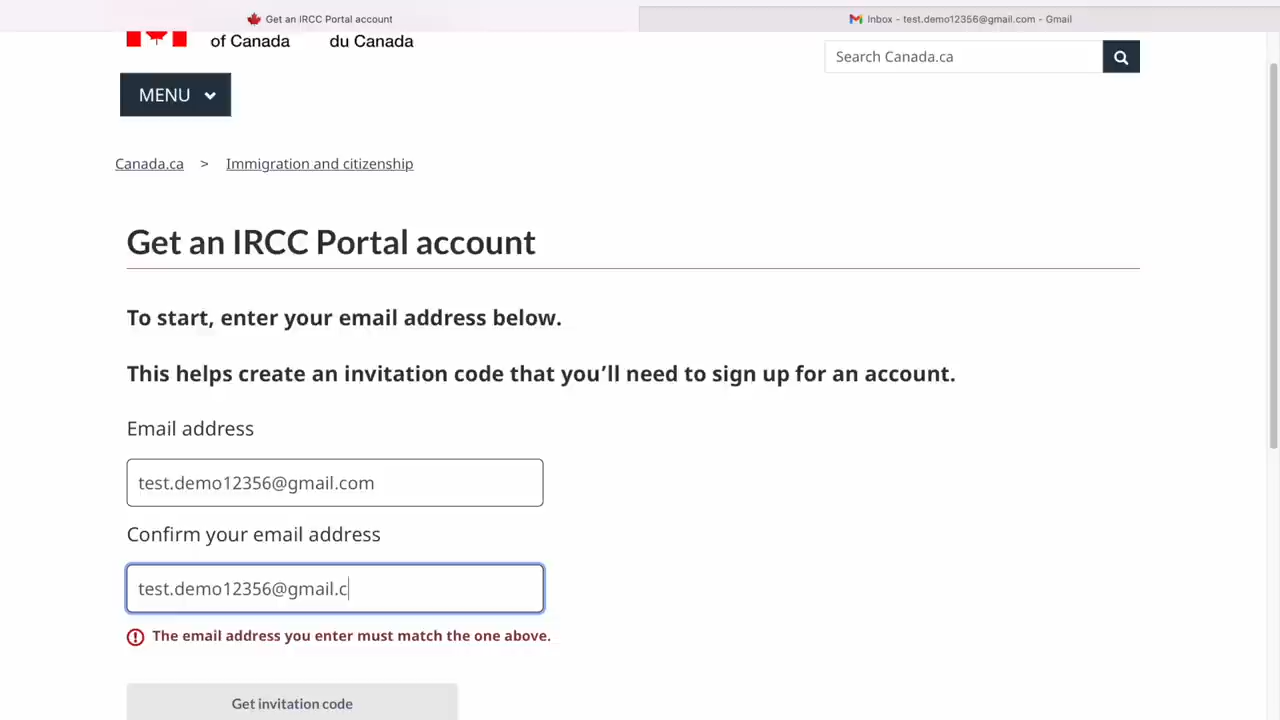 Get an IRCC Portal account
Inbox - test.demo12356@gmail.com - Gmail
of Canada
du Canada
Search Canada.ca
MENU
Canada.ca > Immigration and citizenship
Get an IRCC Portal account
To start, enter your email address below.
This helps create an invitation code that you’ll need to sign up for an account.
Email address
test.demo12356@gmail.com
Confirm your email address
test.demo12356@gmail.c
The email address you enter must match the one above.
Get invitation code